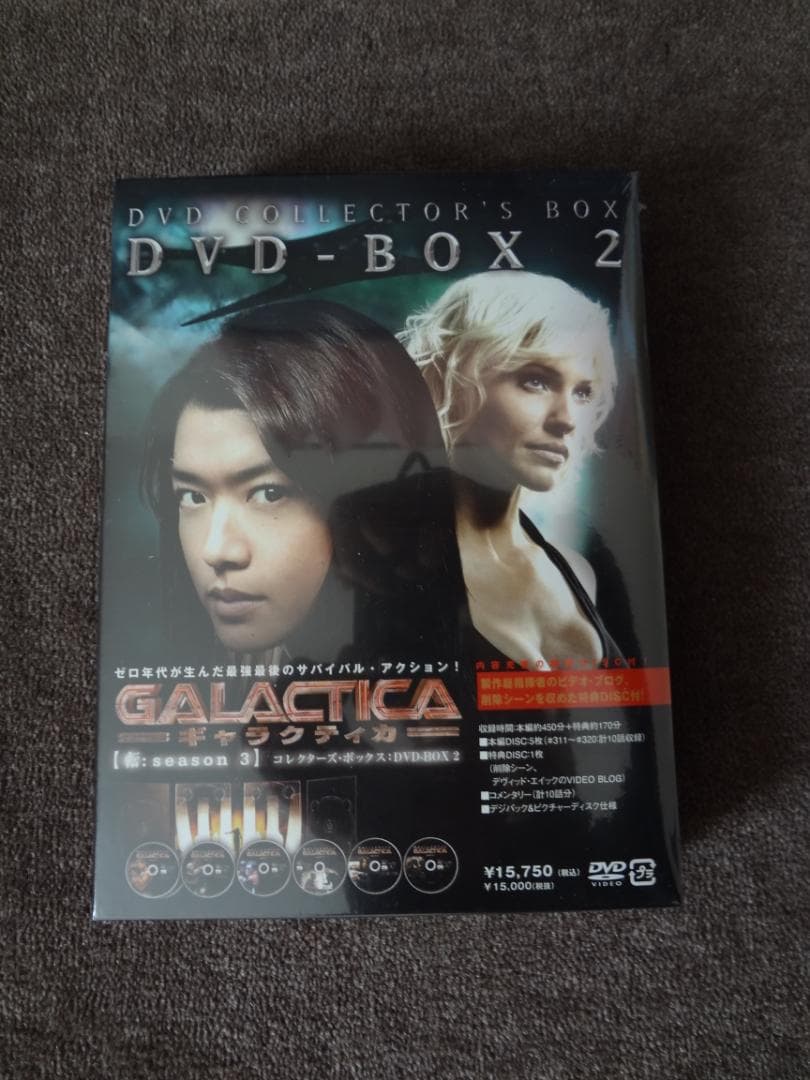 DVD COLLECTOR'S BOX
DVD-BOX 2
ゼロ年代が生んだ最強最後のサバイバル・アクション!
GALACTICA
ギャラクティカ
【転:season 3】 コレクターズ・ボックス:DVD-BOX 2
製作総指揮者のビデオ・ブログ、
削除シーンを収めた特典DISC付!
収録時間:本編約450分+特典約170分
■本編DISC:5枚(#311〜#320:計10話収録)
■特典DISC:1枚
(削除シーン、
デヴィッド・エイックのVIDEO BLOG)
■コメンタリー(計10話分)
■デジパック&ピクチャーディスク仕様
¥15,750(税込)
¥15,000(税抜)
DVD
VIDEO
プラ